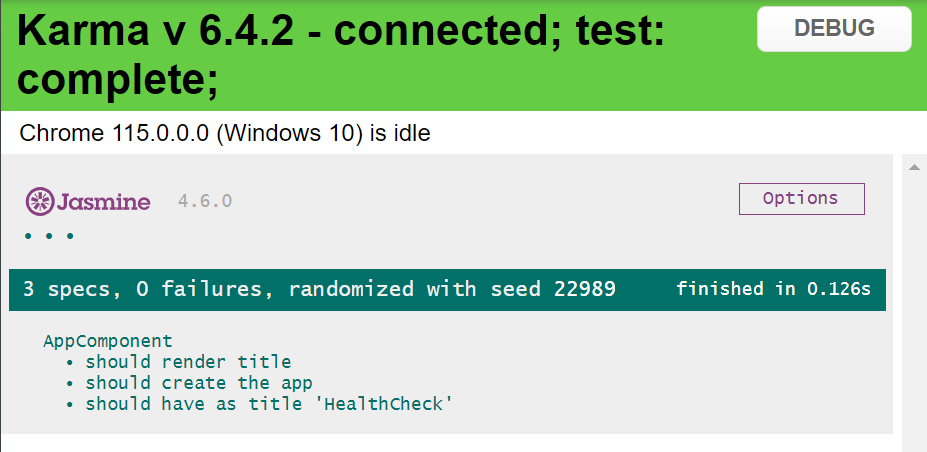 Karma v 6.4.2 - connected; test:
complete;
DEBUG
Chrome 115.0.0.0 (Windows 10) is idle
Jasmine 4.6.0
Options
• • •
3 specs, 0 failures, randomized with seed 22989
finished in 0.126s
AppComponent
• should render title
• should create the app
• should have as title 'HealthCheck'